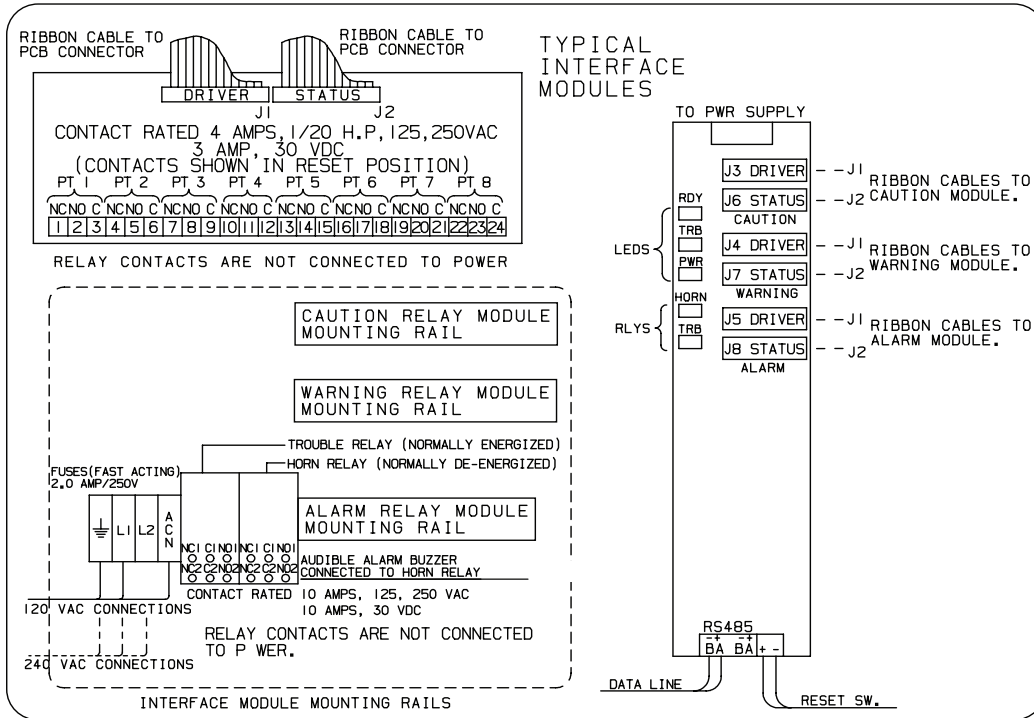 RIBBON CABLE TO
PCB CONNECTOR
RIBBON CABLE TO
PCB CONNECTOR
DRIVER
STATUS
J1
J2
CONTACT RATED 4 AMPS,1/20 H.P,125,250VAC
3 AMP, 30 VDC
(CONTACTS SHOWN IN RESET POSITION)
PT 1 PT 2 PT 3 PT 4 PT 5 PT 6 PT 7 PT 8
NC NO C NC NO C NC NO C NC NO C NC NO C NC NO C NC NO C NC NO C
1 2 3 4 5 6 7 8 9 10 11 12 13 14 15 16 17 18 19 20 21 22 23 24
RELAY CONTACTS ARE NOT CONNECTED TO POWER
TYPICAL
INTERFACE
MODULES
TO PWR SUPPLY
J3 DRIVER
J1
J6 STATUS
J2
CAUTION
RIBBON CABLES TO
CAUTION MODULE.
J4 DRIVER
J1
J7 STATUS
J2
WARNING
RIBBON CABLES TO
WARNING MODULE.
J5 DRIVER
J1
J8 STATUS
J2
ALARM
RIBBON CABLES TO
ALARM MODULE.
LEDS
RDY
TRB
PWR
RLYS
HORN
TRB
RS485
-+ -+
BA BA + -
DATA LINE
RESET SW.
CAUTION RELAY MODULE
MOUNTING RAIL
WARNING RELAY MODULE
MOUNTING RAIL
TROUBLE RELAY (NORMALLY ENERGIZED)
HORN RELAY (NORMALLY DE-ENERGIZED)
FUSES(FAST ACTING)
2.0 AMP/250V
L1 L2 ACN
ALARM RELAY MODULE
MOUNTING RAIL
NC1 C1 NO1 NC1 C1 NO1
NC2 C2 NO2 NC2 C2 NO2
AUDIBLE ALARM BUZZER
CONNECTED TO HORN RELAY
CONTACT RATED 10 AMPS, 125, 250 VAC
10 AMPS, 30 VDC
120 VAC CONNECTIONS
RELAY CONTACTS ARE NOT CONNECTED
TO P WER.
240 VAC CONNECTIONS
INTERFACE MODULE MOUNTING RAILS